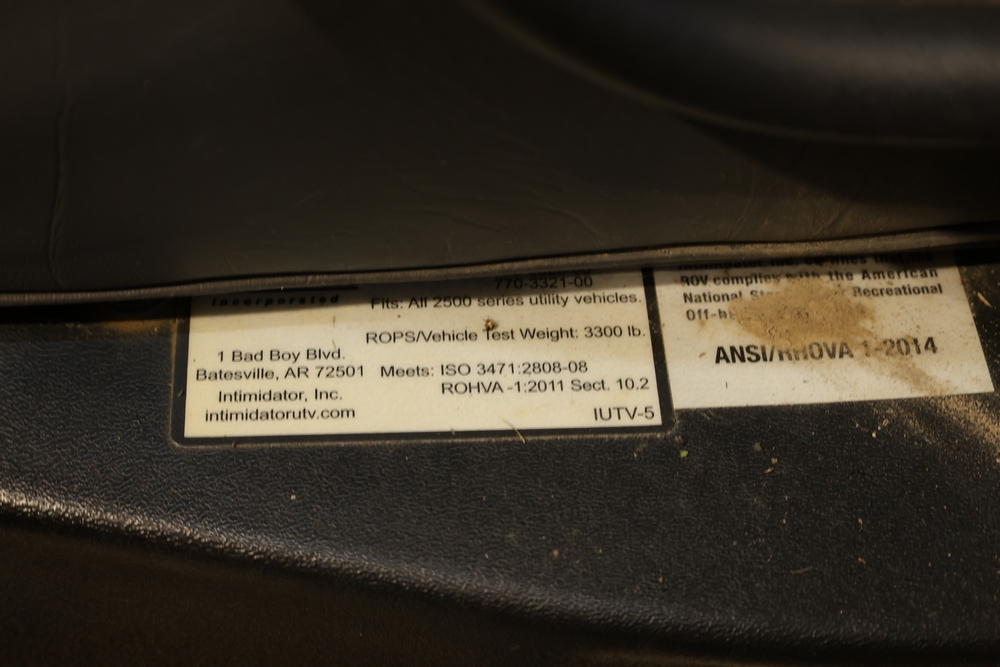 770-3321-00
Incorporated
Fits: All 2500 series utility vehicles.
ROPS/Vehicle Test Weight: 3300 lb.
1 Bad Boy Blvd.
Batesville, AR 72501
Meets: ISO 3471:2808-08
ROHVA -1:2011 Sect. 10.2
Intimidator, Inc.
intimidatorutv.com
IUTV-5
ROV complies with the American
National Recreational
Off-
ANSI/RHOVA 1-2014